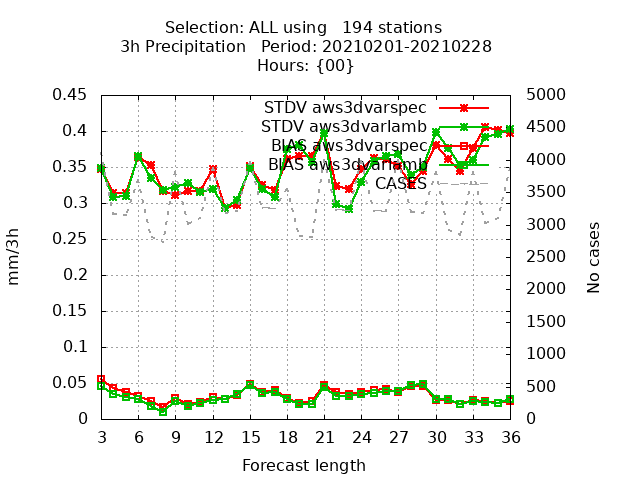 Selection: ALL using   194 stations
3h Precipitation   Period: 20210201-20210228
Hours: {00}
STDV aws3dvarspec
STDV aws3dvarlamb
BIAS aws3dvarspec
BIAS aws3dvarlamb
CASES
0.45
0.4
0.35
0.3
0.25
0.2
0.15
0.1
0.05
0
mm/3h
5000
4500
4000
3500
3000
2500
2000
1500
1000
500
0
No cases
3 6 9 12 15 18 21 24 27 30 33 36
Forecast length